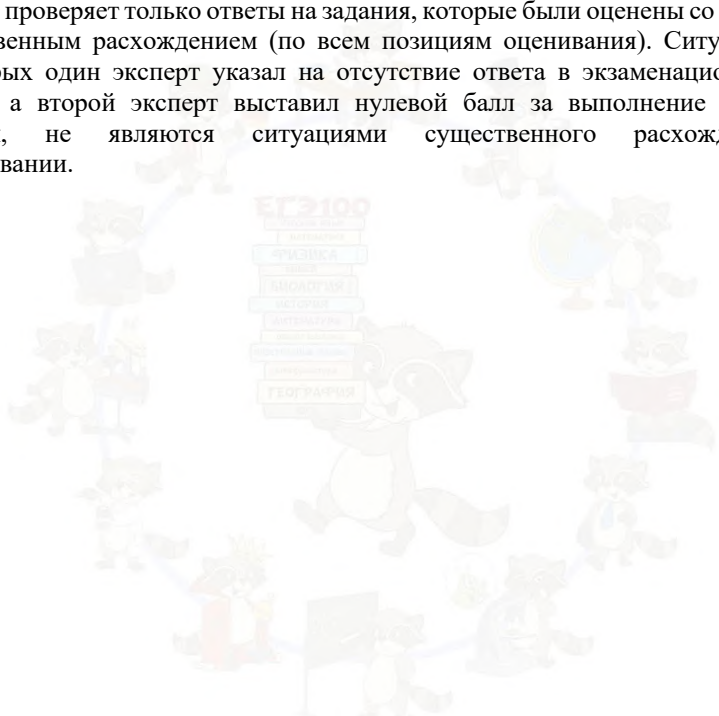 проверяет только ответы на задания, которые были оценены со
венным расхождением (по всем позициям оценивания). Ситу
рых один эксперт указал на отсутствие ответа в экзаменацио
а второй эксперт выставил нулевой балл за выполнение
, не являются ситуациями существенного расхожд
вании.
ЕГЭ100
ФИЗИКА
БИОЛОГИЯ
ИСТОРИЯ
ЛИТЕРАТУРА
ГЕОГРАФИЯ